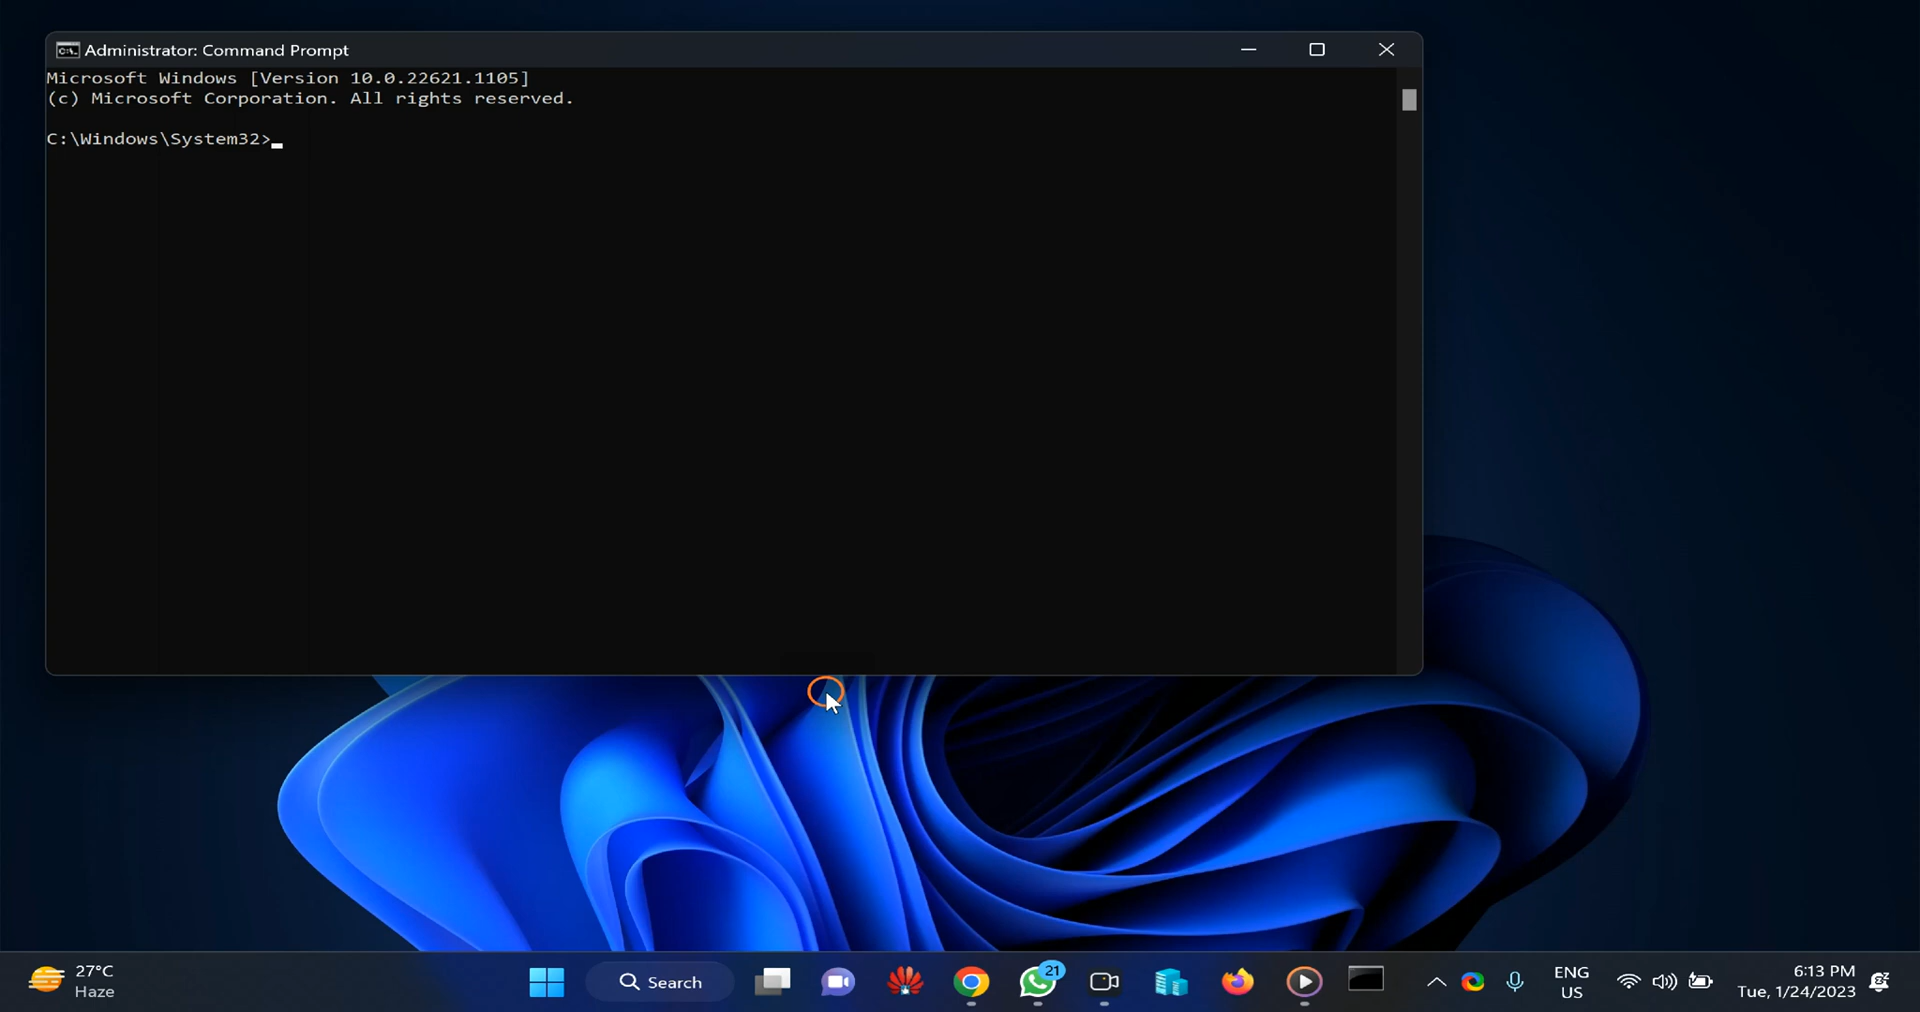 Administrator: Command Prompt
Microsoft Windows [Version 10.0.22621.1105]
(c) Microsoft Corporation. All rights reserved.
C:\Windows\System32>
27°C
Haze
Search
21
ENG
US
6:13 PM
Tue, 1/24/2023